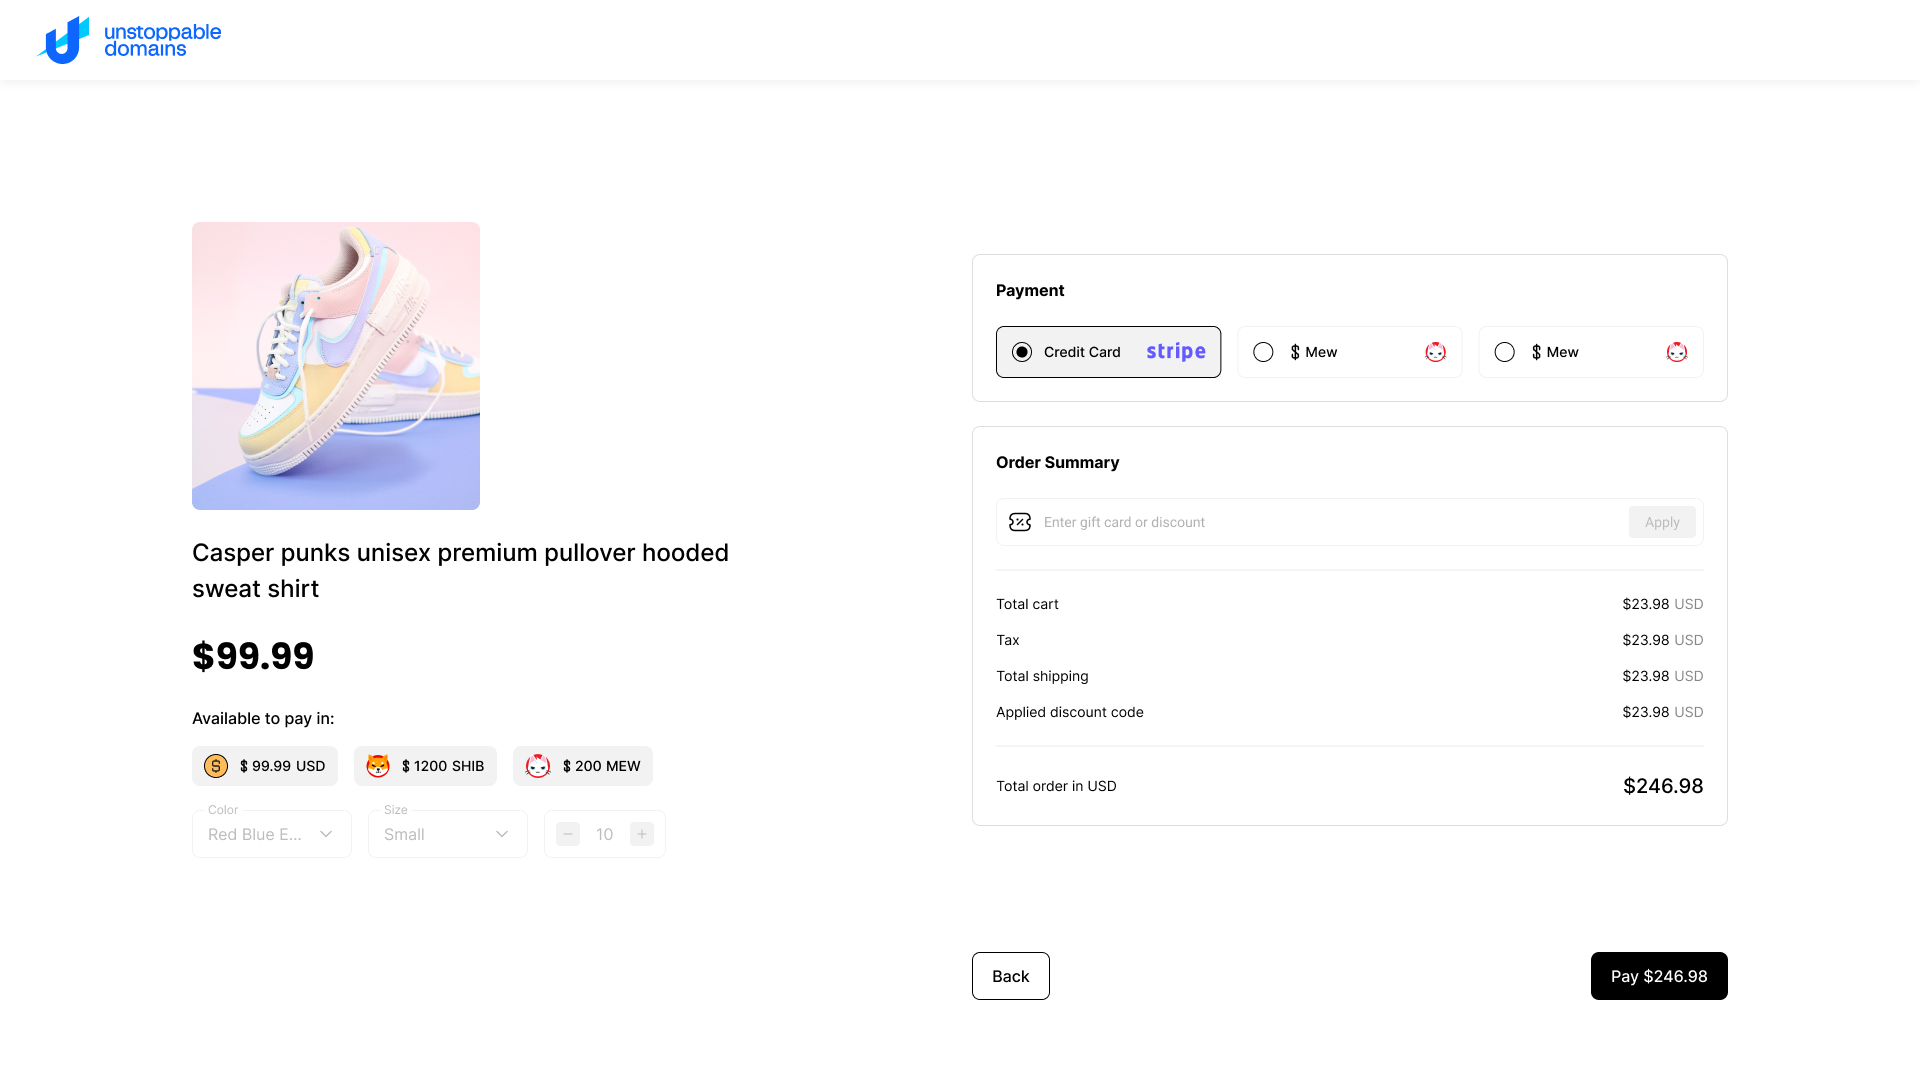 unstoppable
domains
Casper punks unisex premium pullover hooded
sweat shirt
$99.99
Available to pay in:
$ 99.99 USD
$ 1200 SHIB
$ 200 MEW
Color
Red Blue E...
Size
Small
− 10 +
Payment
Credit Card stripe
$ Mew
$ Mew
Order Summary
Enter gift card or discount Apply
Total cart $23.98 USD
Tax $23.98 USD
Total shipping $23.98 USD
Applied discount code $23.98 USD
Total order in USD $246.98
Back
Pay $246.98